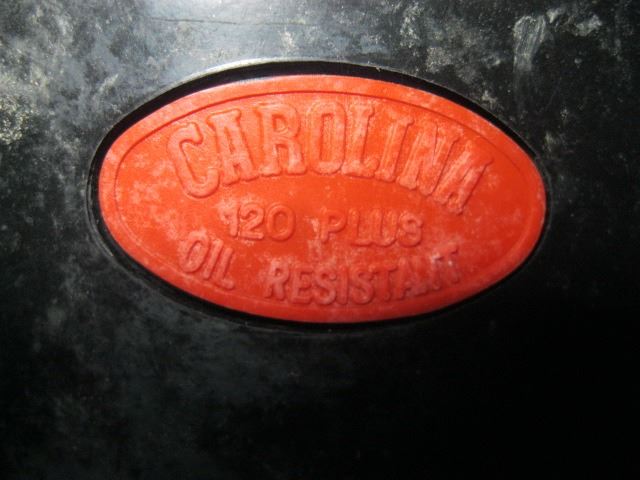 CAROLINA
120 PLUS
OIL RESISTANT